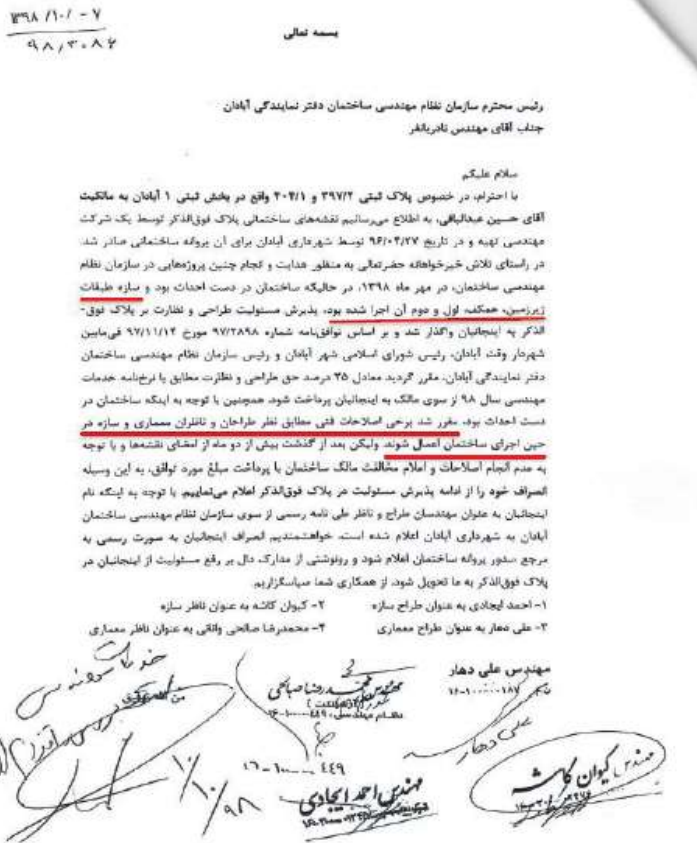 ۱۳۹۸/۱۰/۰۷
۹۸/۳۰۸۶
بسمه تعالی
رئیس محترم سازمان نظام مهندسی ساختمان دفتر نمایندگی آبادان
جناب آقای مهندس نادریانفر
سلام علیکم
با احترام، در خصوص پلاک ثبتی ۳۹۷/۲ و ۴۰۴/۱ واقع در بخش ثبتی ۱ آبادان به مالکیت
آقای حسین عبدالباقی، به اطلاع می‌رسانیم نقشه‌های ساختمانی پلاک فوق‌الذکر توسط یک شرکت
مهندسی تهیه و در تاریخ ۹۶/۰۴/۲۷ توسط شهرداری آبادان برای آن پروانه ساختمانی صادر شد.
در راستای تلاش خیرخواهانه حضرتعالی به منظور هدایت و انجام چنین پروژه‌هایی در سازمان نظام
مهندسی ساختمان، در مهر ماه ۱۳۹۸، در حالیکه ساختمان در دست احداث بود و سازه طبقات
زیرزمین، همکف، اول و دوم آن اجرا شده بود، پذیرش مسئولیت طراحی و نظارت بر پلاک فوق-
الذکر به اینجانبان واگذار شد و بر اساس توافق‌نامه شماره ۹۷/۲۸۹۸ مورخ ۹۷/۱۱/۱۴ فی‌مابین
شهردار وقت آبادان، رئیس شورای اسلامی شهر آبادان و رئیس سازمان نظام مهندسی ساختمان
دفتر نمایندگی آبادان، مقرر گردید معادل ۳۵ درصد حق طراحی و نظارت مطابق با نرخ‌نامه خدمات
مهندسی سال ۹۸ از سوی مالک به اینجانبان پرداخت شود. همچنین با توجه به اینکه ساختمان در
دست احداث بود، مقرر شد برخی اصلاحات فنی مطابق نظر طراحان و ناظران معماری و سازه در
حین اجرای ساختمان اعمال شوند. ولیکن بعد از گذشت بیش از دو ماه از امضای نقشه‌ها و با توجه
به عدم انجام اصلاحات و اعلام مخالفت مالک ساختمان با پرداخت مبلغ مورد توافق، به این وسیله
انصراف خود را از ادامه پذیرش مسئولیت در پلاک فوق‌الذکر اعلام می‌نماییم. با توجه به اینکه نام
اینجانبان به عنوان مهندسان طراح و ناظر طی نامه رسمی از سوی سازمان نظام مهندسی ساختمان
آبادان به شهرداری آبادان اعلام شده است، خواهشمندیم انصراف اینجانبان به صورت رسمی به
مرجع صدور پروانه ساختمان اعلام شود و رونوشتی از مدارک دال بر رفع مسئولیت از اینجانبان در
پلاک فوق‌الذکر به ما تحویل شود. از همکاری شما سپاسگزاریم.
۱- احمد ایجادی به عنوان طراح سازه ۲- کیوان کاشه به عنوان ناظر سازه
۳- علی دهار به عنوان طراح معماری ۴- محمدرضا صالحی واثانی به عنوان ناظر معماری
خدمات مهندسی
مهندس علی دهار
علی دهار
۱۶-۱۰۰-۰۰۴۴۹
۹۸/۱۰/۱۰
مهندس احمد ایجادی
مهندس کیوان کاشه